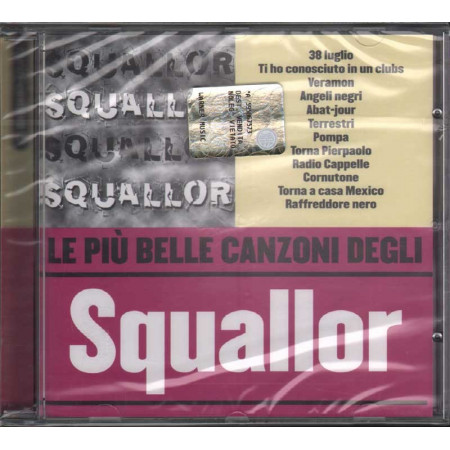 SQUALLOR
SQUALLOR
SQUALLOR
SQUALLOR
38 luglio
Ti ho conosciuto in un clubs
Veramon
Angeli negri
Abat-jour
Terrestri
Pompa
Torna Pierpaolo
Radio Cappelle
Cornutone
Torna a casa Mexico
Raffreddore nero
LE PIÙ BELLE CANZONI DEGLI
Squallor